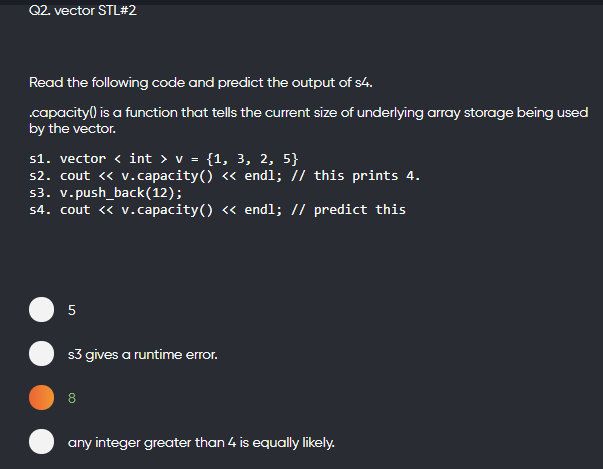 Q2. vector STL#2
Read the following code and predict the output of s4.
.capacity() is a function that tells the current size of underlying array storage being used
by the vector.
s1. vector < int > v = {1, 3, 2, 5}
s2. cout << v.capacity() << endl; // this prints 4.
s3. v.push_back(12);
s4. cout << v.capacity() << endl; // predict this
5
s3 gives a runtime error.
8
any integer greater than 4 is equally likely.